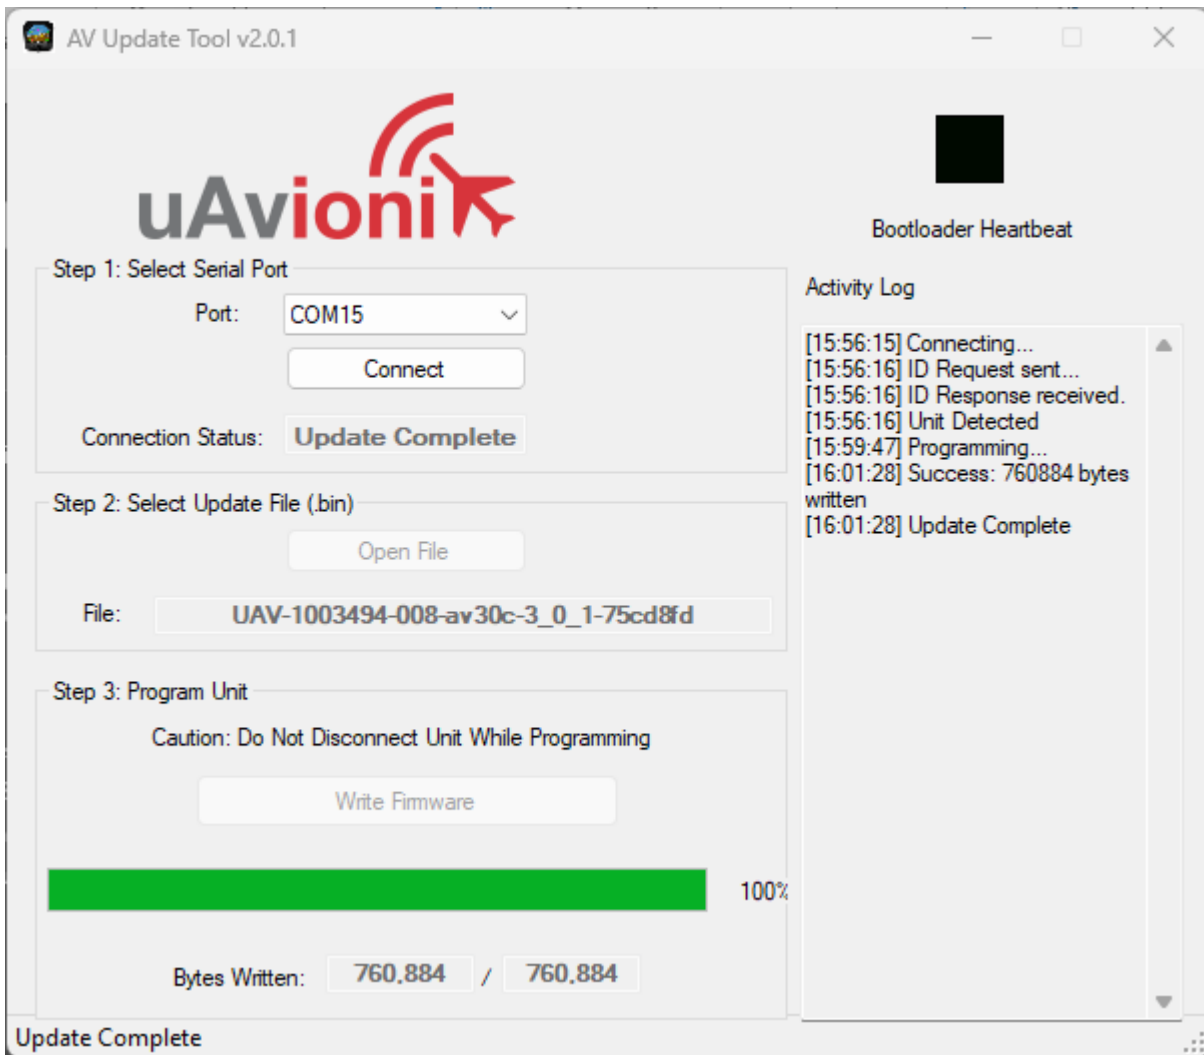 AV Update Tool v2.0.1
uAvioni
Bootloader Heartbeat
Step 1: Select Serial Port
Port:
COM15
Connect
Connection Status:
Update Complete
Step 2: Select Update File (.bin)
Open File
File:
UAV-1003494-008-av30c-3_0_1-75cd8fd
Step 3: Program Unit
Caution: Do Not Disconnect Unit While Programming
Write Firmware
100%
Bytes Written:
760,884 / 760,884
Activity Log
[15:56:15] Connecting...
[15:56:16] ID Request sent...
[15:56:16] ID Response received.
[15:56:16] Unit Detected
[15:59:47] Programming...
[16:01:28] Success: 760884 bytes
written
[16:01:28] Update Complete
Update Complete